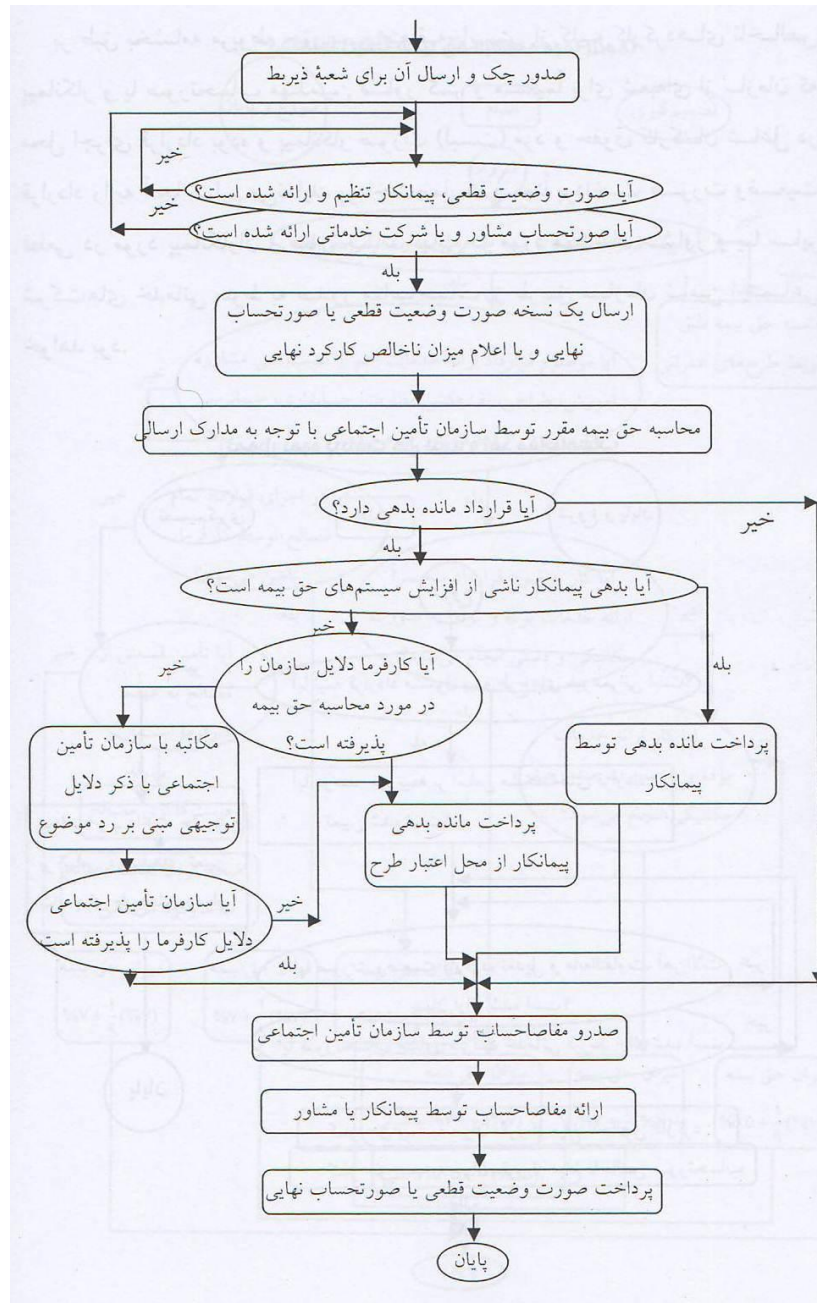 صدور چک و ارسال آن برای شعبهٔ ذیربط
خیر
آیا صورت وضعیت قطعی، پیمانکار تنظیم و ارائه شده است؟
خیر
آیا صورتحساب مشاور و یا شرکت خدماتی ارائه شده است؟
بله
ارسال یک نسخه صورت وضعیت قطعی یا صورتحساب
نهایی و یا اعلام میزان ناخالص کارکرد نهایی
محاسبه حق بیمه مقرر توسط سازمان تأمین اجتماعی با توجه به مدارک ارسالی
آیا قرارداد مانده بدهی دارد؟
خیر
بله
آیا بدهی پیمانکار ناشی از افزایش سیستم‌های حق بیمه است؟
خیر
بله
آیا کارفرما دلایل سازمان را
در مورد محاسبه حق بیمه
پذیرفته است؟
خیر
پرداخت مانده بدهی توسط
پیمانکار
مکاتبه با سازمان تأمین
اجتماعی با ذکر دلایل
توجیهی مبنی بر رد موضوع
پرداخت مانده بدهی
پیمانکار از محل اعتبار طرح
آیا سازمان تأمین اجتماعی
دلایل کارفرما را پذیرفته است
خیر
بله
صدرو مفاصاحساب توسط سازمان تأمین اجتماعی
ارائه مفاصاحساب توسط پیمانکار یا مشاور
پرداخت صورت وضعیت قطعی یا صورتحساب نهایی
پایان